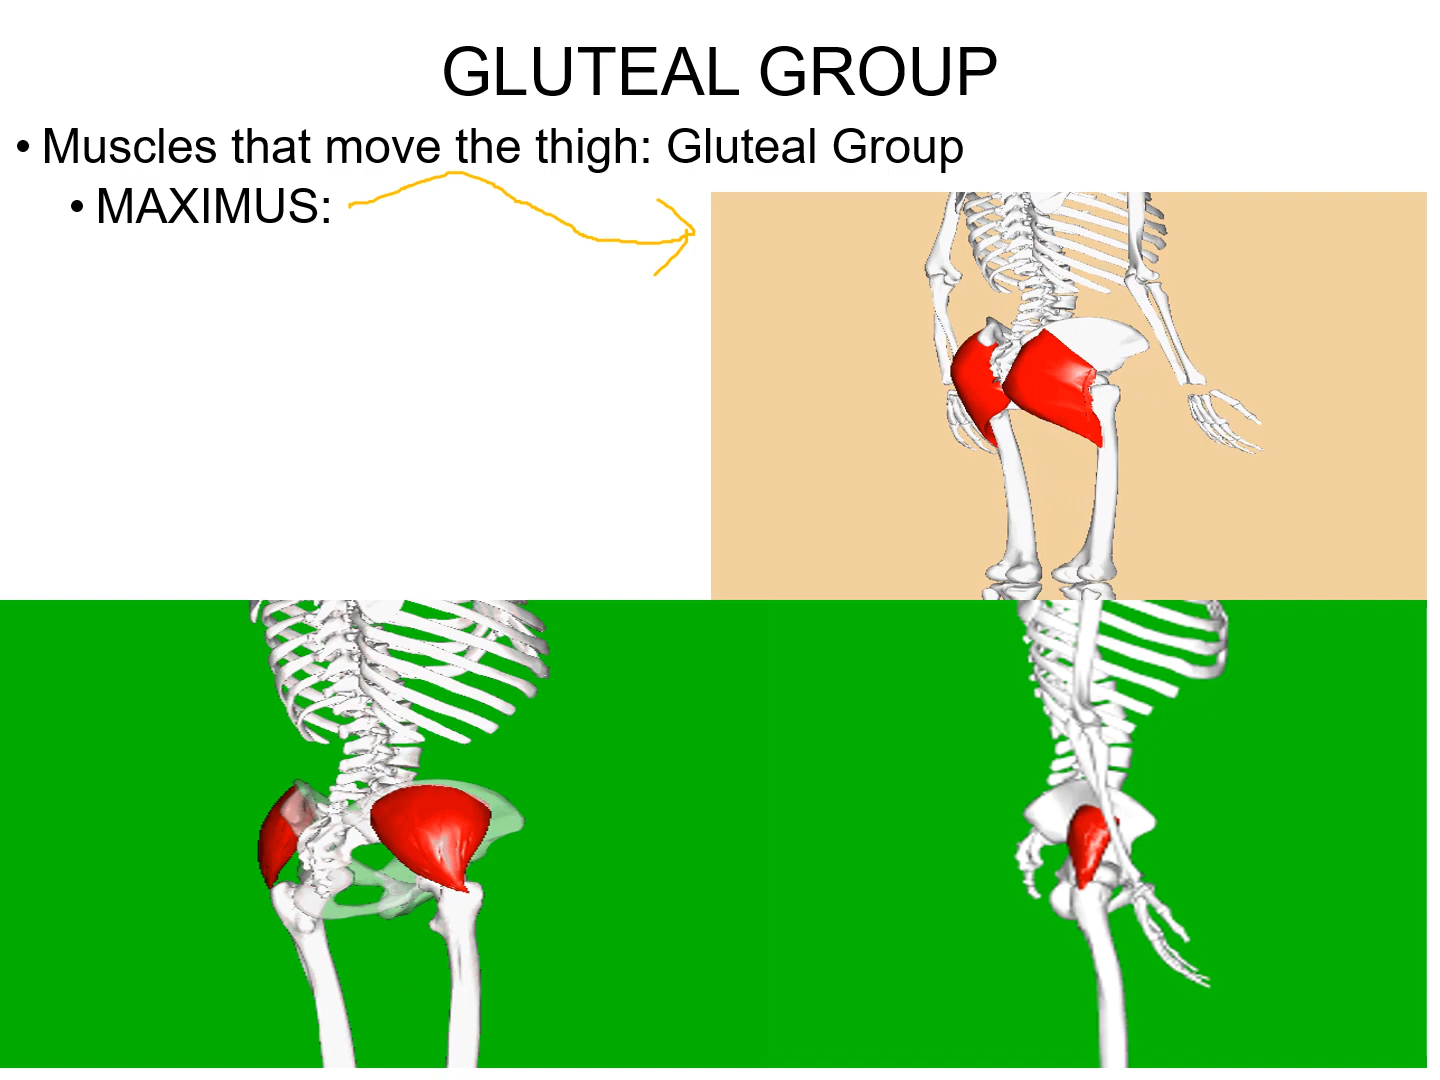 GLUTEAL GROUP
• Muscles that move the thigh: Gluteal Group
• MAXIMUS: